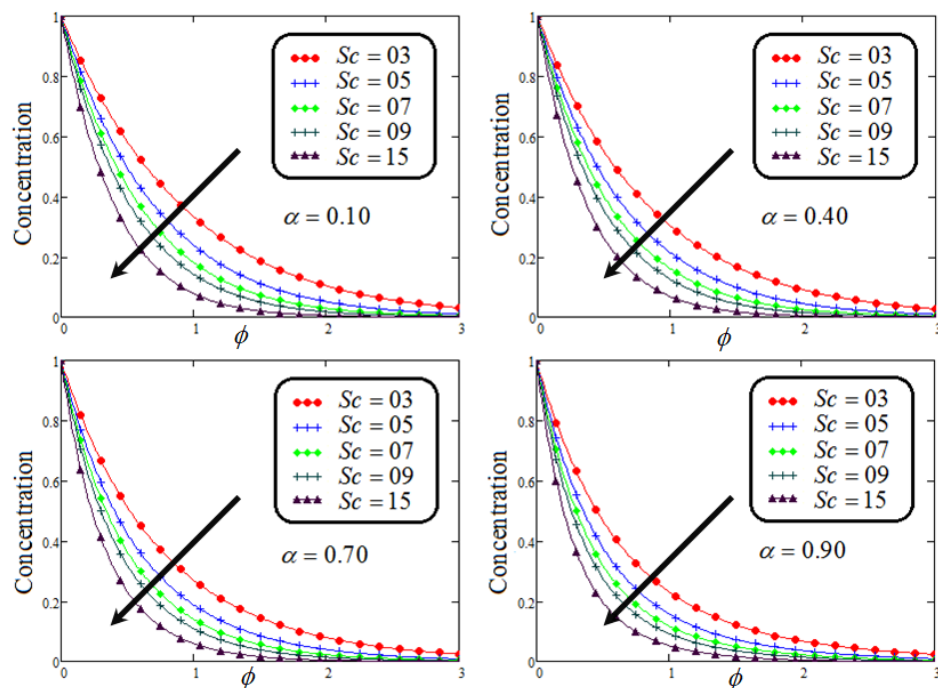 1
0.8
0.6
0.4
0.2
0
Concentration
Sc = 03
Sc = 05
Sc = 07
Sc = 09
Sc = 15
α = 0.10
0 1 2 3
ϕ
1
0.8
0.6
0.4
0.2
0
Concentration
Sc = 03
Sc = 05
Sc = 07
Sc = 09
Sc = 15
α = 0.40
0 1 2 3
ϕ
1
0.8
0.6
0.4
0.2
0
Concentration
Sc = 03
Sc = 05
Sc = 07
Sc = 09
Sc = 15
α = 0.70
0 1 2 3
ϕ
1
0.8
0.6
0.4
0.2
0
Concentration
Sc = 03
Sc = 05
Sc = 07
Sc = 09
Sc = 15
α = 0.90
0 1 2 3
ϕ